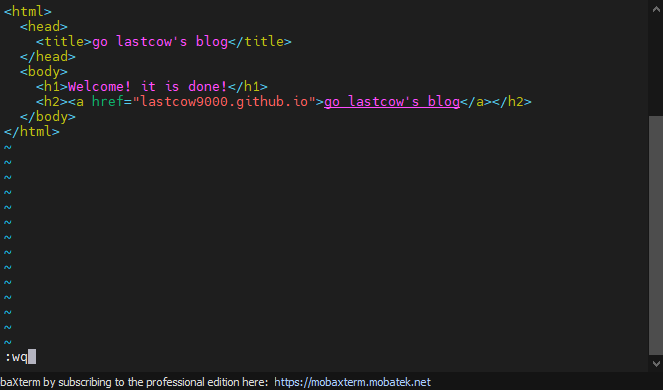 <html>
  <head>
    <title>go lastcow's blog</title>
  </head>
  <body>
    <h1>Welcome! it is done!</h1>
    <h2><a href="lastcow9000.github.io">go lastcow's blog</a></h2>
  </body>
</html>
~
~
~
~
~
~
~
~
~
~
~
~
~
~
:wq
baXterm by subscribing to the professional edition here: https://mobaxterm.mobatek.net